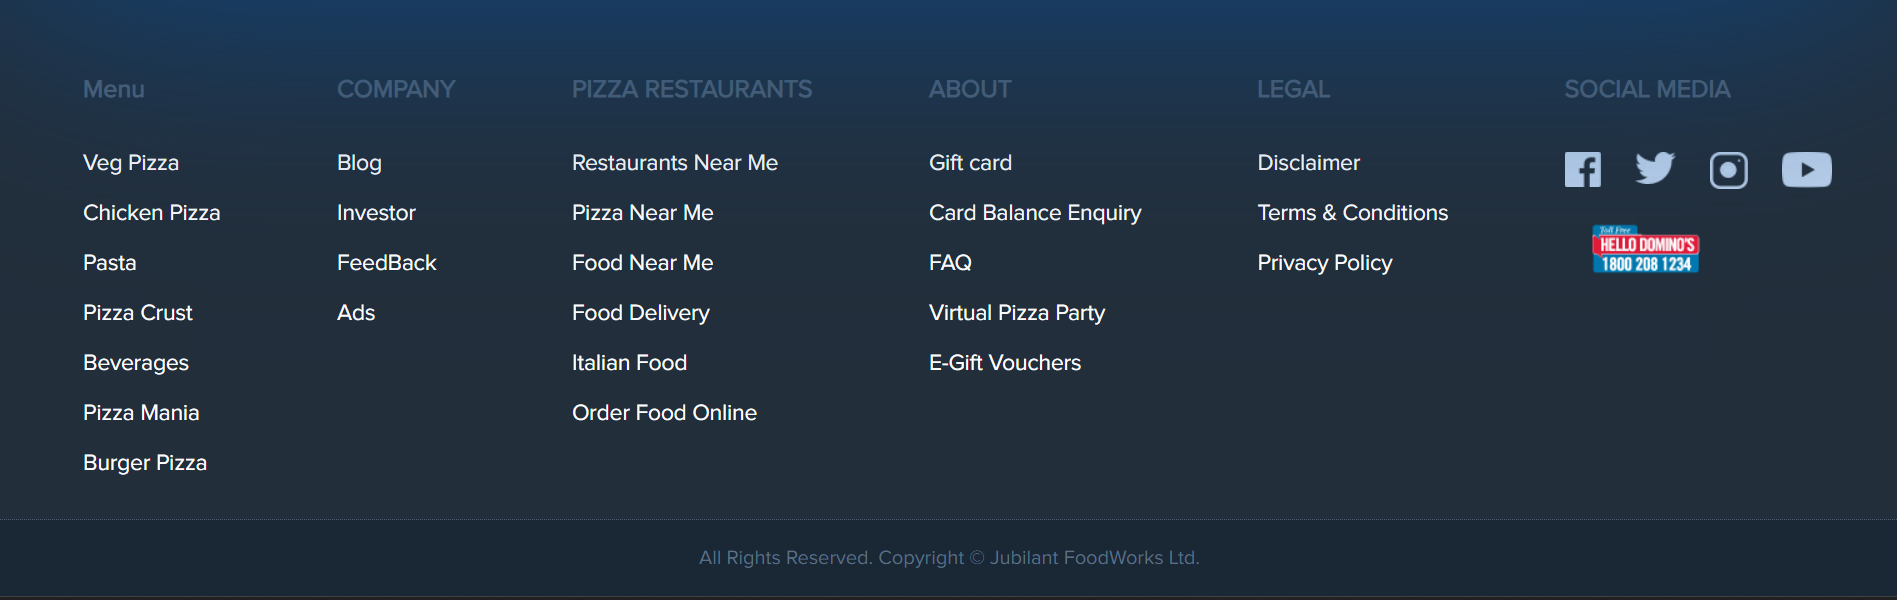 Menu
Veg Pizza
Chicken Pizza
Pasta
Pizza Crust
Beverages
Pizza Mania
Burger Pizza
COMPANY
Blog
Investor
FeedBack
Ads
PIZZA RESTAURANTS
Restaurants Near Me
Pizza Near Me
Food Near Me
Food Delivery
Italian Food
Order Food Online
ABOUT
Gift card
Card Balance Enquiry
FAQ
Virtual Pizza Party
E-Gift Vouchers
LEGAL
Disclaimer
Terms & Conditions
Privacy Policy
SOCIAL MEDIA
Toll Free
HELLO DOMINO'S
1800 208 1234
All Rights Reserved. Copyright © Jubilant FoodWorks Ltd.